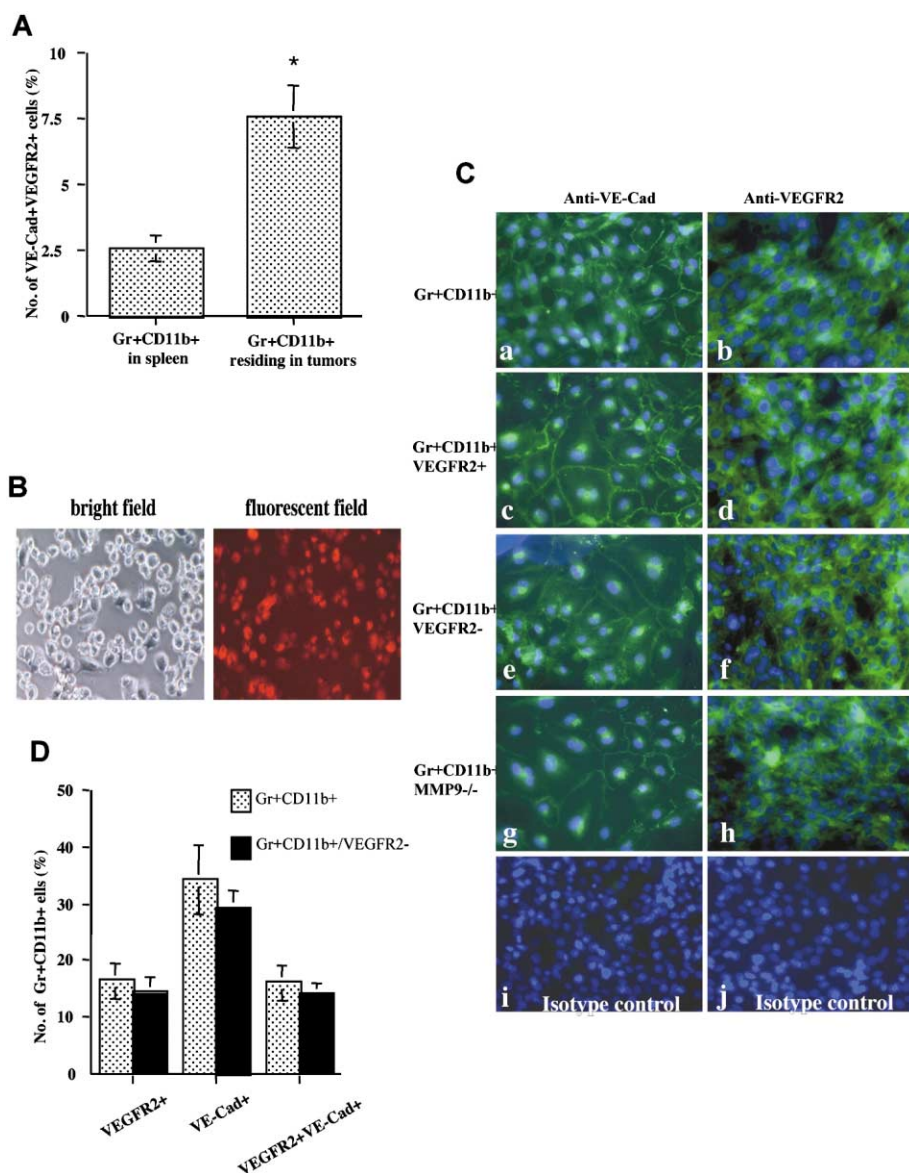 A
10
7.5
5
2.5
0
No. of VE-Cad+VEGFR2+ cells (%)
*
Gr+CD11b+
in spleen
Gr+CD11b+
residing in tumors
B
bright field
fluorescent field
C
Anti-VE-Cad
Anti-VEGFR2
Gr+CD11b+
a
b
Gr+CD11b+
VEGFR2+
c
d
Gr+CD11b+
VEGFR2-
e
f
Gr+CD11b+
MMP9-/-
g
h
i
Isotype control
j
Isotype control
D
50
40
30
20
10
0
No. of Gr+CD11b+ ells (%)
Gr+CD11b+
Gr+CD11b+/VEGFR2-
VEGFR2+
VE-Cad+
VEGFR2+VE-Cad+